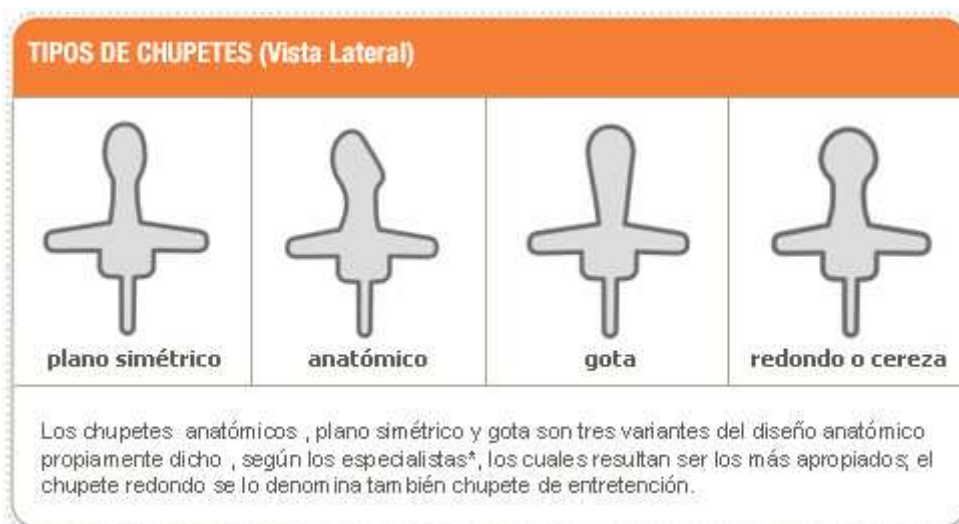 TIPOS DE CHUPETES (Vista Lateral)
plano simétrico
anatómico
gota
redondo o cereza
Los chupetes anatómicos , plano simétrico y gota son tres variantes del diseño anatómico
propiamente dicho , según los especialistas*, los cuales resultan ser los más apropiados; el
chupete redondo se lo denomina también chupete de entretención.